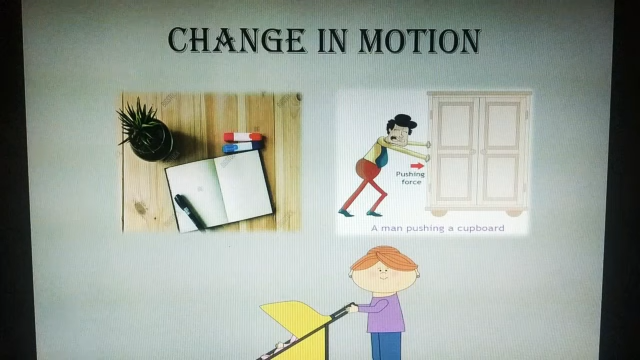 CHANGE IN MOTION
Pushing
force
A man pushing a cupboard